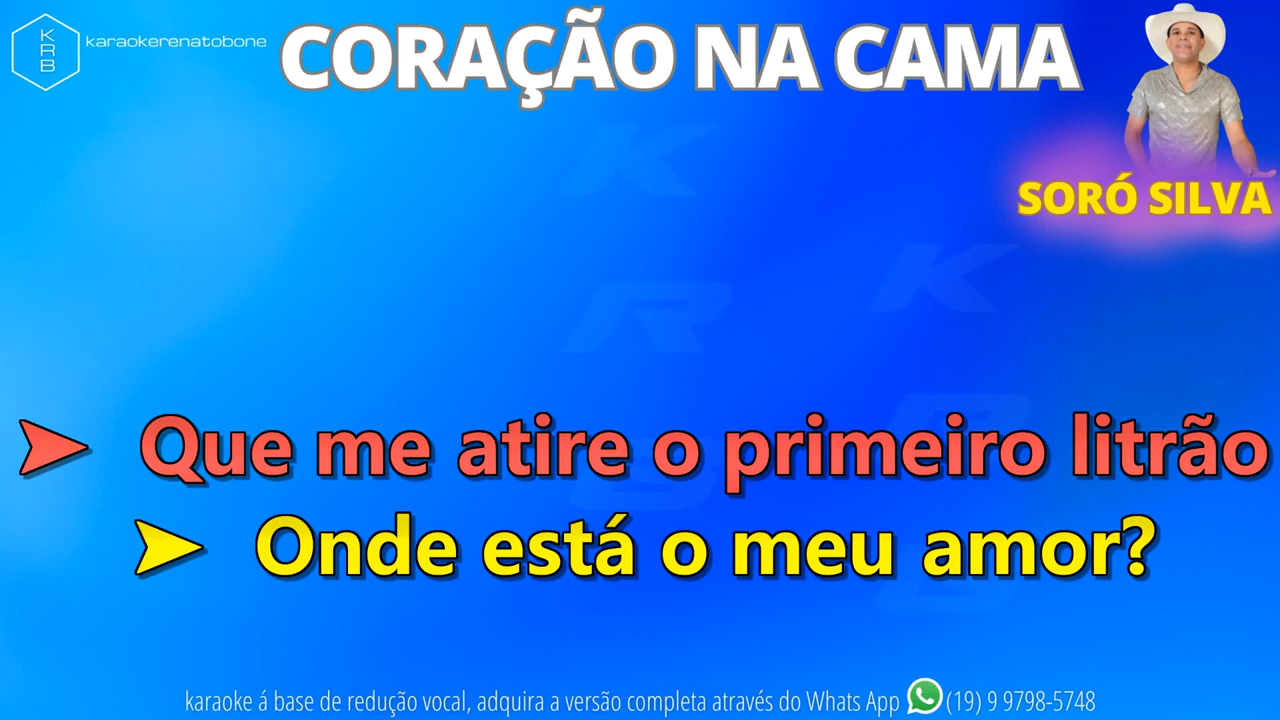 KRB
karaokerenatobone
CORAÇÃO NA CAMA
SORÓ SILVA
K
K
R
B
B
B
➤ Que me atire o primeiro litrão
➤ Onde está o meu amor?
karaoke á base de redução vocal, adquira a versão completa através do Whats App (19) 9 9798-5748